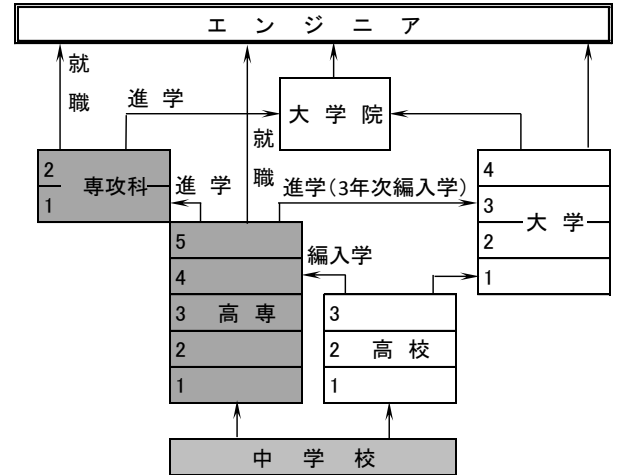 エンジニア
就職
進学
大学院
就職
2
専攻科
1
進学
進学(3年次編入学)
4
3
大学
2
1
5
4
3 高専
2
1
編入学
3
2 高校
1
中学校